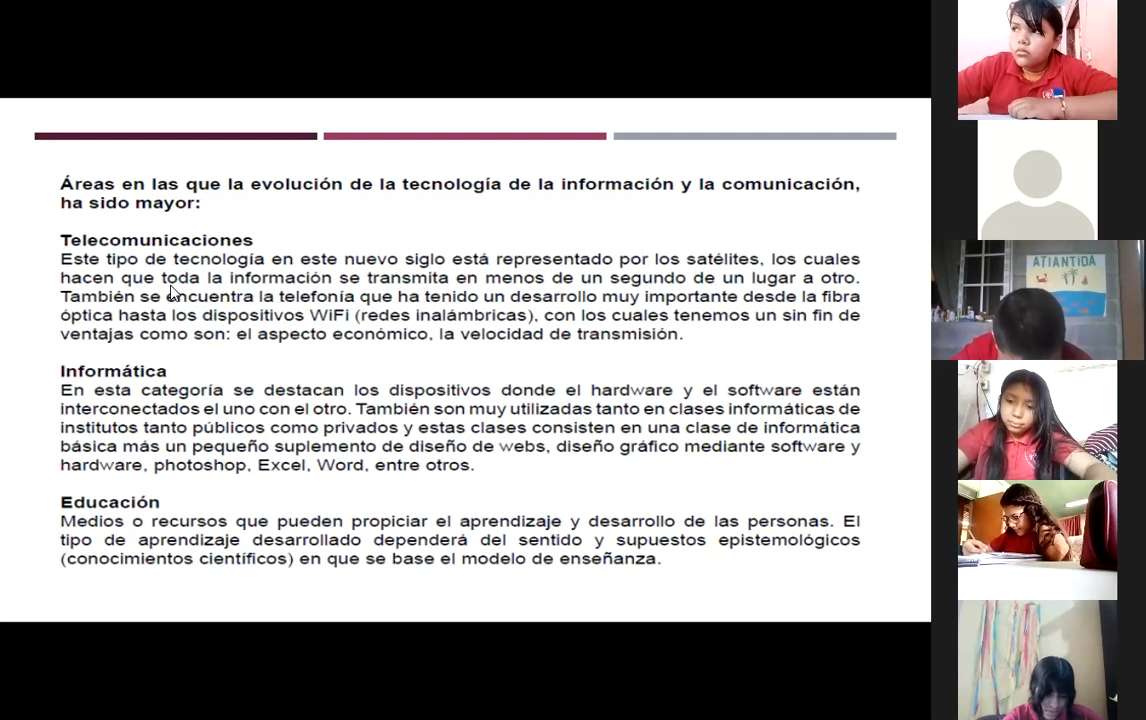 Áreas en las que la evolución de la tecnología de la información y la comunicación,
ha sido mayor:
Telecomunicaciones
Este tipo de tecnología en este nuevo siglo está representado por los satélites, los cuales
hacen que toda la información se transmita en menos de un segundo de un lugar a otro.
También se encuentra la telefonía que ha tenido un desarrollo muy importante desde la fibra
óptica hasta los dispositivos WiFi (redes inalámbricas), con los cuales tenemos un sin fin de
ventajas como son: el aspecto económico, la velocidad de transmisión.
Informática
En esta categoría se destacan los dispositivos donde el hardware y el software están
interconectados el uno con el otro. También son muy utilizadas tanto en clases informáticas de
institutos tanto públicos como privados y estas clases consisten en una clase de informática
básica más un pequeño suplemento de diseño de webs, diseño gráfico mediante software y
hardware, photoshop, Excel, Word, entre otros.
Educación
Medios o recursos que pueden propiciar el aprendizaje y desarrollo de las personas. El
tipo de aprendizaje desarrollado dependerá del sentido y supuestos epistemológicos
(conocimientos científicos) en que se base el modelo de enseñanza.
ATLANTIDA